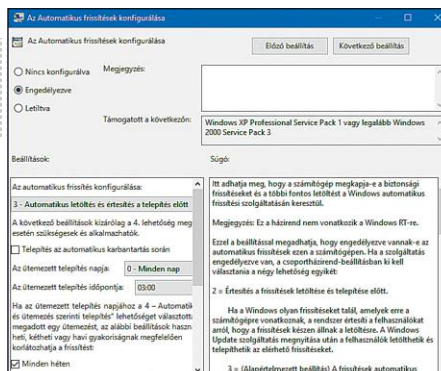 Az Automatikus frissítések konfigurálása
Az Automatikus frissítések konfigurálása
Előző beállítás
Következő beállítás
Nincs konfigurálva
Megjegyzés:
Engedélyezve
Letiltva
Támogatott a következőn:
Windows XP Professional Service Pack 1 vagy legalább Windows
2000 Service Pack 3
Beállítások:
Súgó:
Az automatikus frissítés konfigurálása:
3 - Automatikus letöltés és értesítés a telepítés előtt
A következő beállítások kizárólag a 4. lehetőség meg
esetén szükségesek és alkalmazhatók.
Telepítés az automatikus karbantartás során
Az ütemezett telepítés napja:
0 - Minden nap
Az ütemezett telepítés időpontja:
03:00
Ha az ütemezett telepítés napjához a 4 – Automatik
és ütemezés szerinti telepítés" lehetőséget választot
megadott egy ütemezést, az alábbi beállítások haszn
heti, kétheti vagy havi gyakoriságnak megfelelően
korlátozhatja a frissítést:
Minden héten
Itt adhatja meg, hogy a számítógép megkapja-e a biztonsági
frissítéseket és a többi fontos letöltést a Windows automatikus
frissítési szolgáltatásán keresztül.
Megjegyzés: Ez a házirend nem vonatkozik a Windows RT-re.
Ezzel a beállítással megadhatja, hogy engedélyezve vannak-e az
automatikus frissítések ezen a számítógépen. Ha a szolgáltatás
engedélyezve van, a csoportházirend-beállításban ki kell
választania a négy lehetőség egyikét:
2 = Értesítés a frissítések letöltése és telepítése előtt.
Ha a Windows olyan frissítéseket talál, amelyek erre a
számítógépre vonatkoznak, a rendszer értesíti a felhasználókat
arról, hogy a frissítések készen állnak a letöltésre. A Windows
Update szolgáltatás megnyitása után a felhasználók letölthetik és
telepíthetik az elérhető frissítéseket.
3 = (Alapértelmezett beállítás) A frissítések automatikus